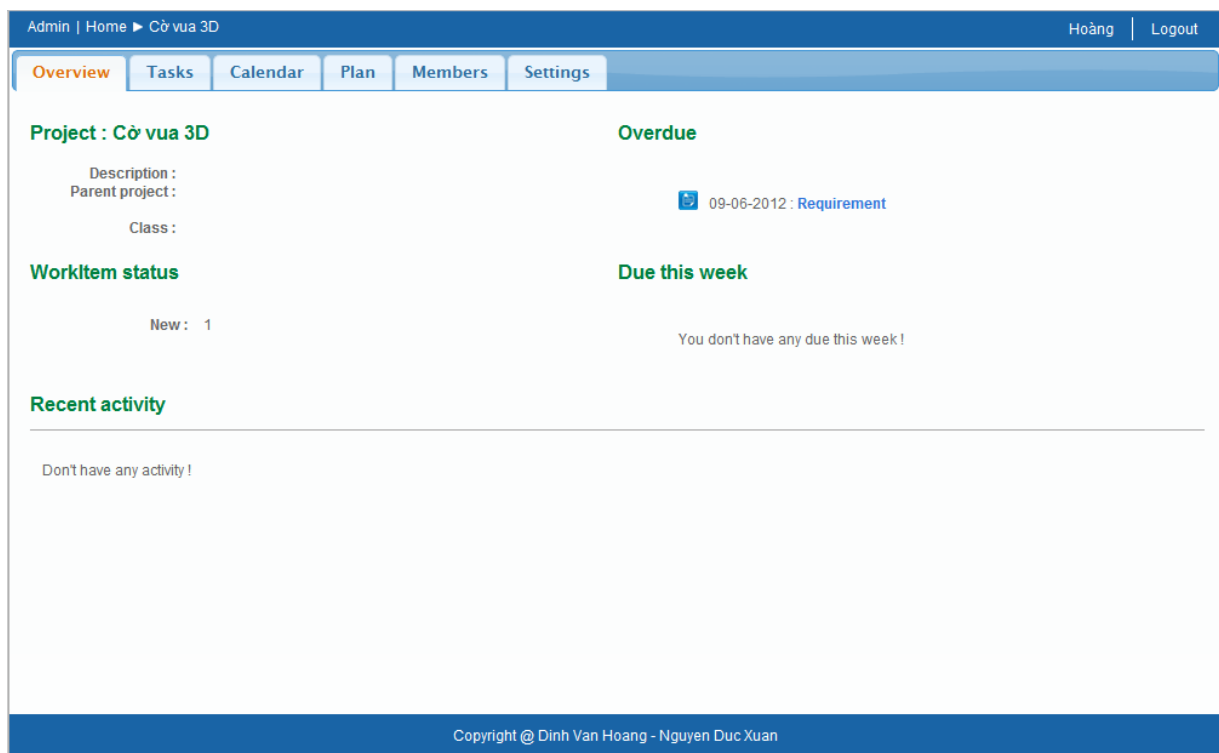 Admin | Home ► Cờ vua 3D
Hoàng | Logout
Overview Tasks Calendar Plan Members Settings
Project : Cờ vua 3D
Description :
Parent project :
Class :
WorkItem status
New : 1
Overdue
09-06-2012 : Requirement
Due this week
You don't have any due this week !
Recent activity
Don't have any activity !
Copyright @ Dinh Van Hoang - Nguyen Duc Xuan